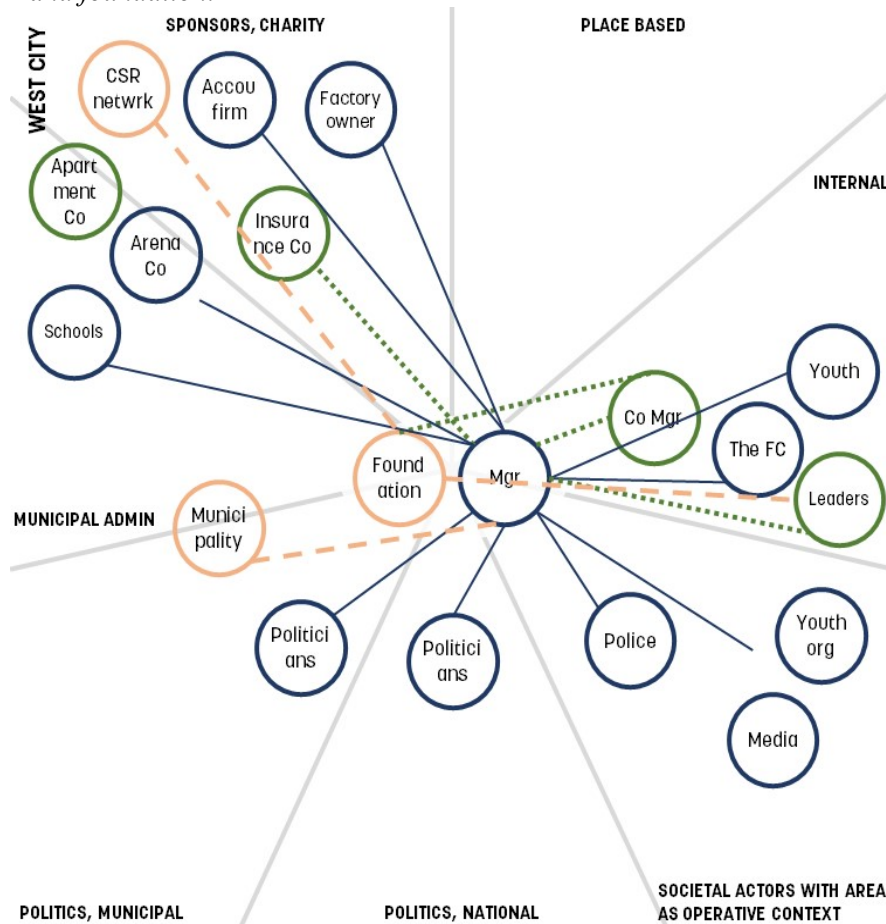 SPONSORS, CHARITY
PLACE BASED
WEST CITY
CSR
netwrk
Accou
firm
Factory
owner
Apart
ment
Co
Arena
Co
Insura
nce Co
INTERNAL
Schools
Youth
Co Mgr
The FC
Found
ation
Mgr
Leaders
MUNICIPAL ADMIN
Munici
pality
Politici
ans
Politici
ans
Police
Youth
org
Media
POLITICS, MUNICIPAL
POLITICS, NATIONAL
SOCIETAL ACTORS WITH AREA
AS OPERATIVE CONTEXT